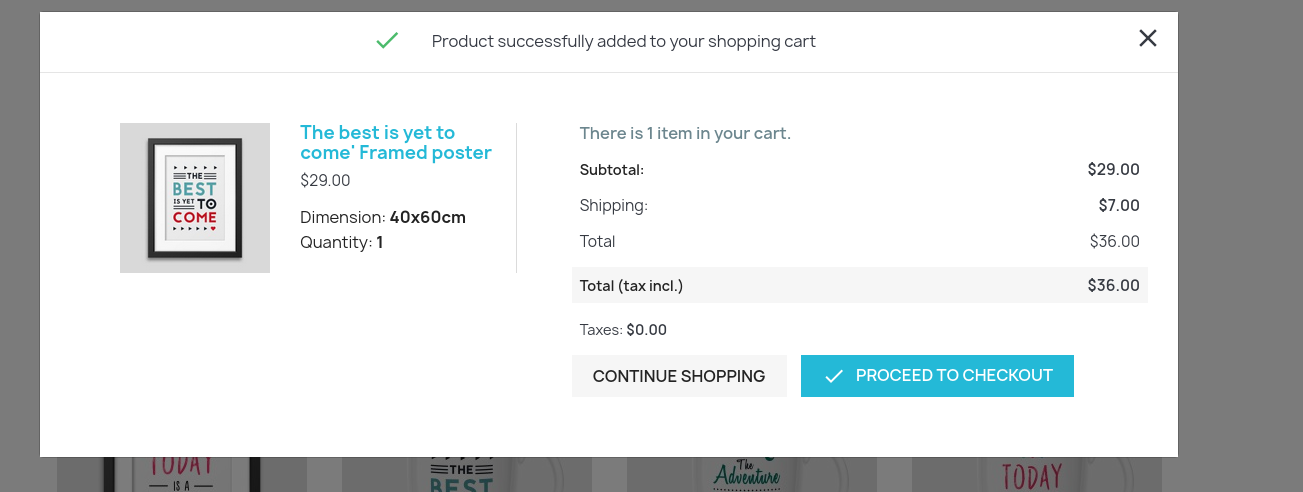 Product successfully added to your shopping cart
The best is yet to
come' Framed poster
$29.00
Dimension: 40x60cm
Quantity: 1
THE
BEST
IS YET TO
COME
There is 1 item in your cart.
Subtotal: $29.00
Shipping: $7.00
Total $36.00
Total (tax incl.) $36.00
Taxes: $0.00
CONTINUE SHOPPING
PROCEED TO CHECKOUT
TODAY
IS A
THE
BEST
The
Adventure
TODAY